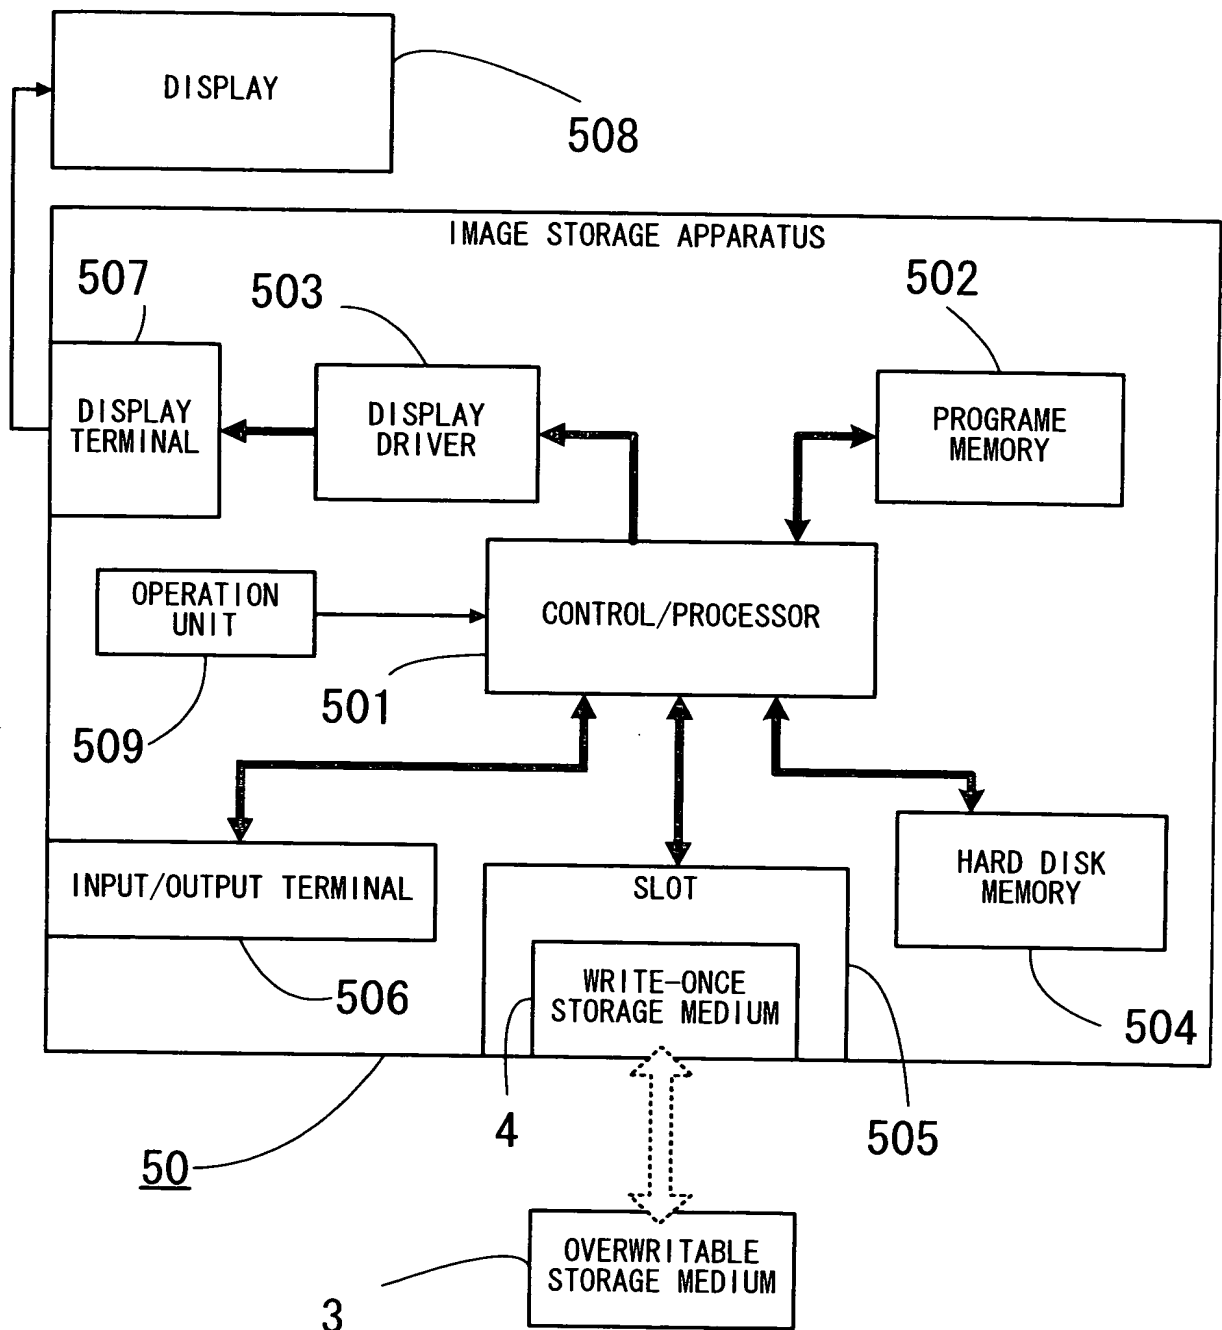 DISPLAY
508
IMAGE STORAGE APPARATUS
507
503
502
DISPLAY
TERMINAL
DISPLAY
DRIVER
PROGRAME
MEMORY
OPERATION
UNIT
CONTROL/PROCESSOR
501
509
INPUT/OUTPUT TERMINAL
SLOT
HARD DISK
MEMORY
WRITE-ONCE
STORAGE MEDIUM
506
504
4
505
50
OVERWRITABLE
STORAGE MEDIUM
3